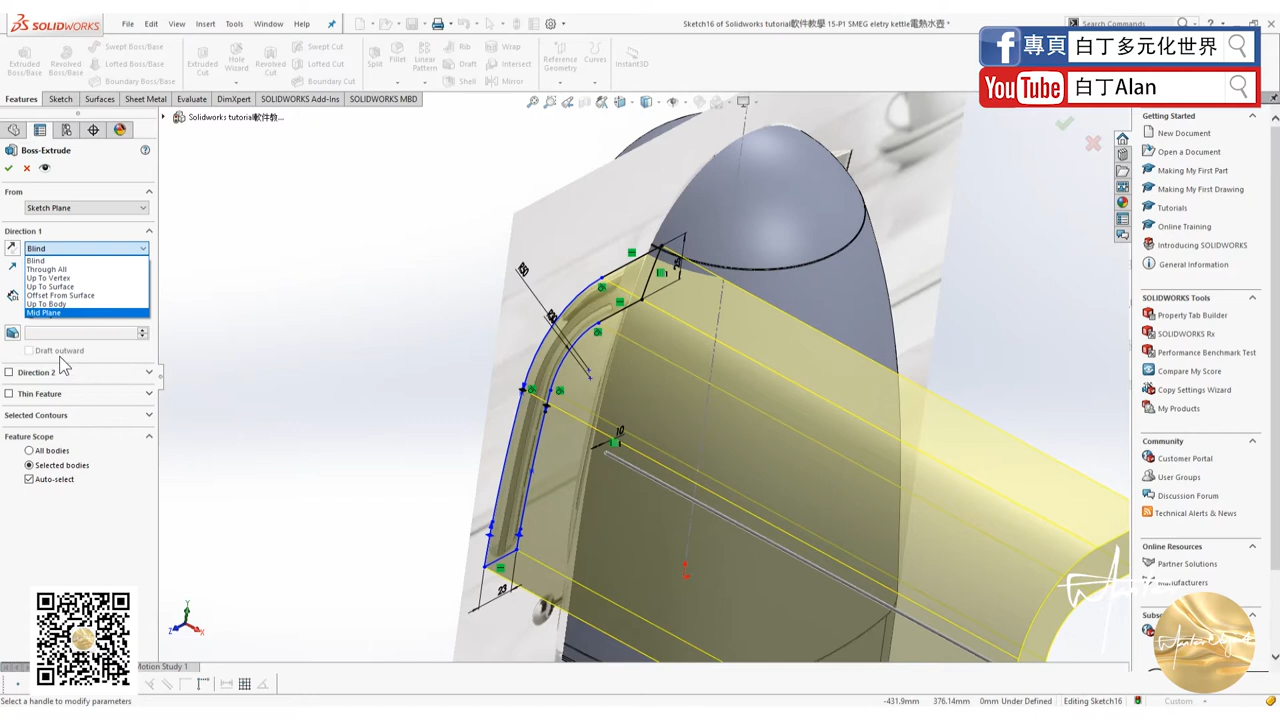 SOLIDWORKS
File Edit View Insert Tools Window Help
Sketch16 of Solidworks tutorial軟件教學 15-P1 SMEG eletry kettle電熱水壺 *
Search Commands
專頁 白丁多元化世界
YouTube 白丁Alan
Extruded Boss/Base
Revolved Boss/Base
Swept Boss/Base
Lofted Boss/Base
Boundary Boss/Base
Extruded Cut
Hole Wizard
Revolved Cut
Swept Cut
Lofted Cut
Boundary Cut
Split
Fillet
Linear Pattern
Rib
Draft
Shell
Wrap
Intersect
Mirror
Reference Geometry
Curves
Instant3D
Features Sketch Surfaces Sheet Metal Evaluate DimXpert SOLIDWORKS Add-Ins SOLIDWORKS MBD
Solidworks tutorial軟件教...
Boss-Extrude
From
Sketch Plane
Direction 1
Blind
Blind
Through All
Up To Vertex
Up To Surface
Offset From Surface
Up To Body
Mid Plane
Draft outward
Direction 2
Thin Feature
Selected Contours
Feature Scope
All bodies
Selected bodies
Auto-select
10
23
Getting Started
New Document
Open a Document
Making My First Part
Making My First Drawing
Tutorials
Online Training
Introducing SOLIDWORKS
General Information
SOLIDWORKS Tools
Property Tab Builder
SOLIDWORKS Rx
Performance Benchmark Test
Compare My Score
Copy Settings Wizard
My Products
Community
Customer Portal
User Groups
Discussion Forum
Technical Alerts & News
Online Resources
Partner Solutions
Manufacturers
Motion Study 1
Select a handle to modify parameters
-431.9mm 376.14mm 0mm Under Defined Editing Sketch16 Custom